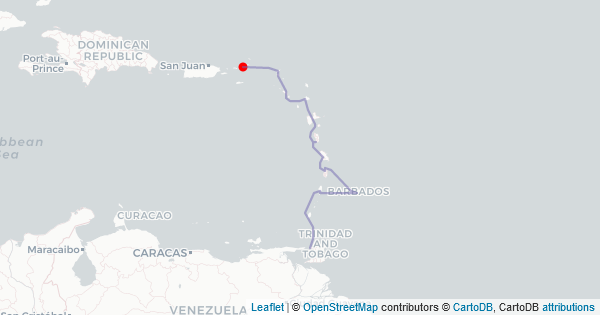 DOMINICAN
REPUBLIC
Port-au-
Prince
San Juan
bbean
ea
BARBADOS
CURACAO
TRINIDAD
AND
TOBAGO
Maracaibo
CARACAS
VENEZUELA
San Cristóbal
Leaflet | © OpenStreetMap contributors © CartoDB, CartoDB attributions